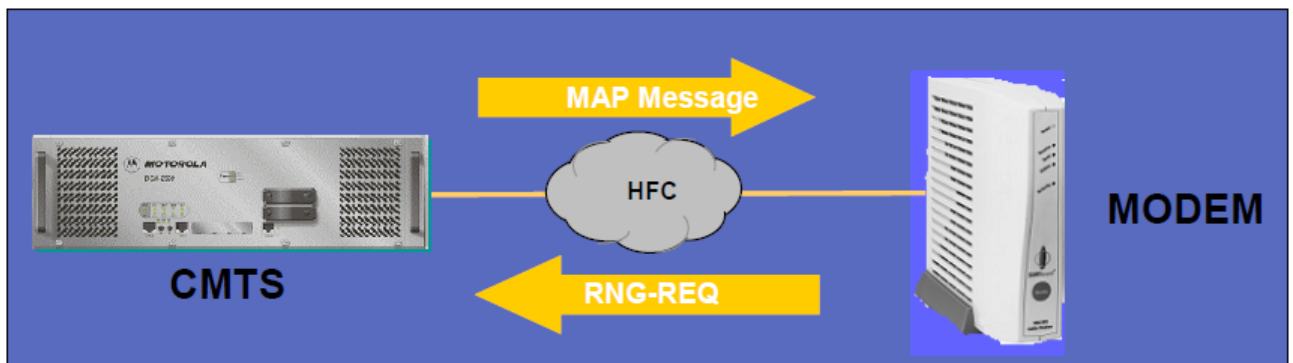 MAP Message
MOTOROLA
HFC
MODEM
CMTS
RNG-REQ